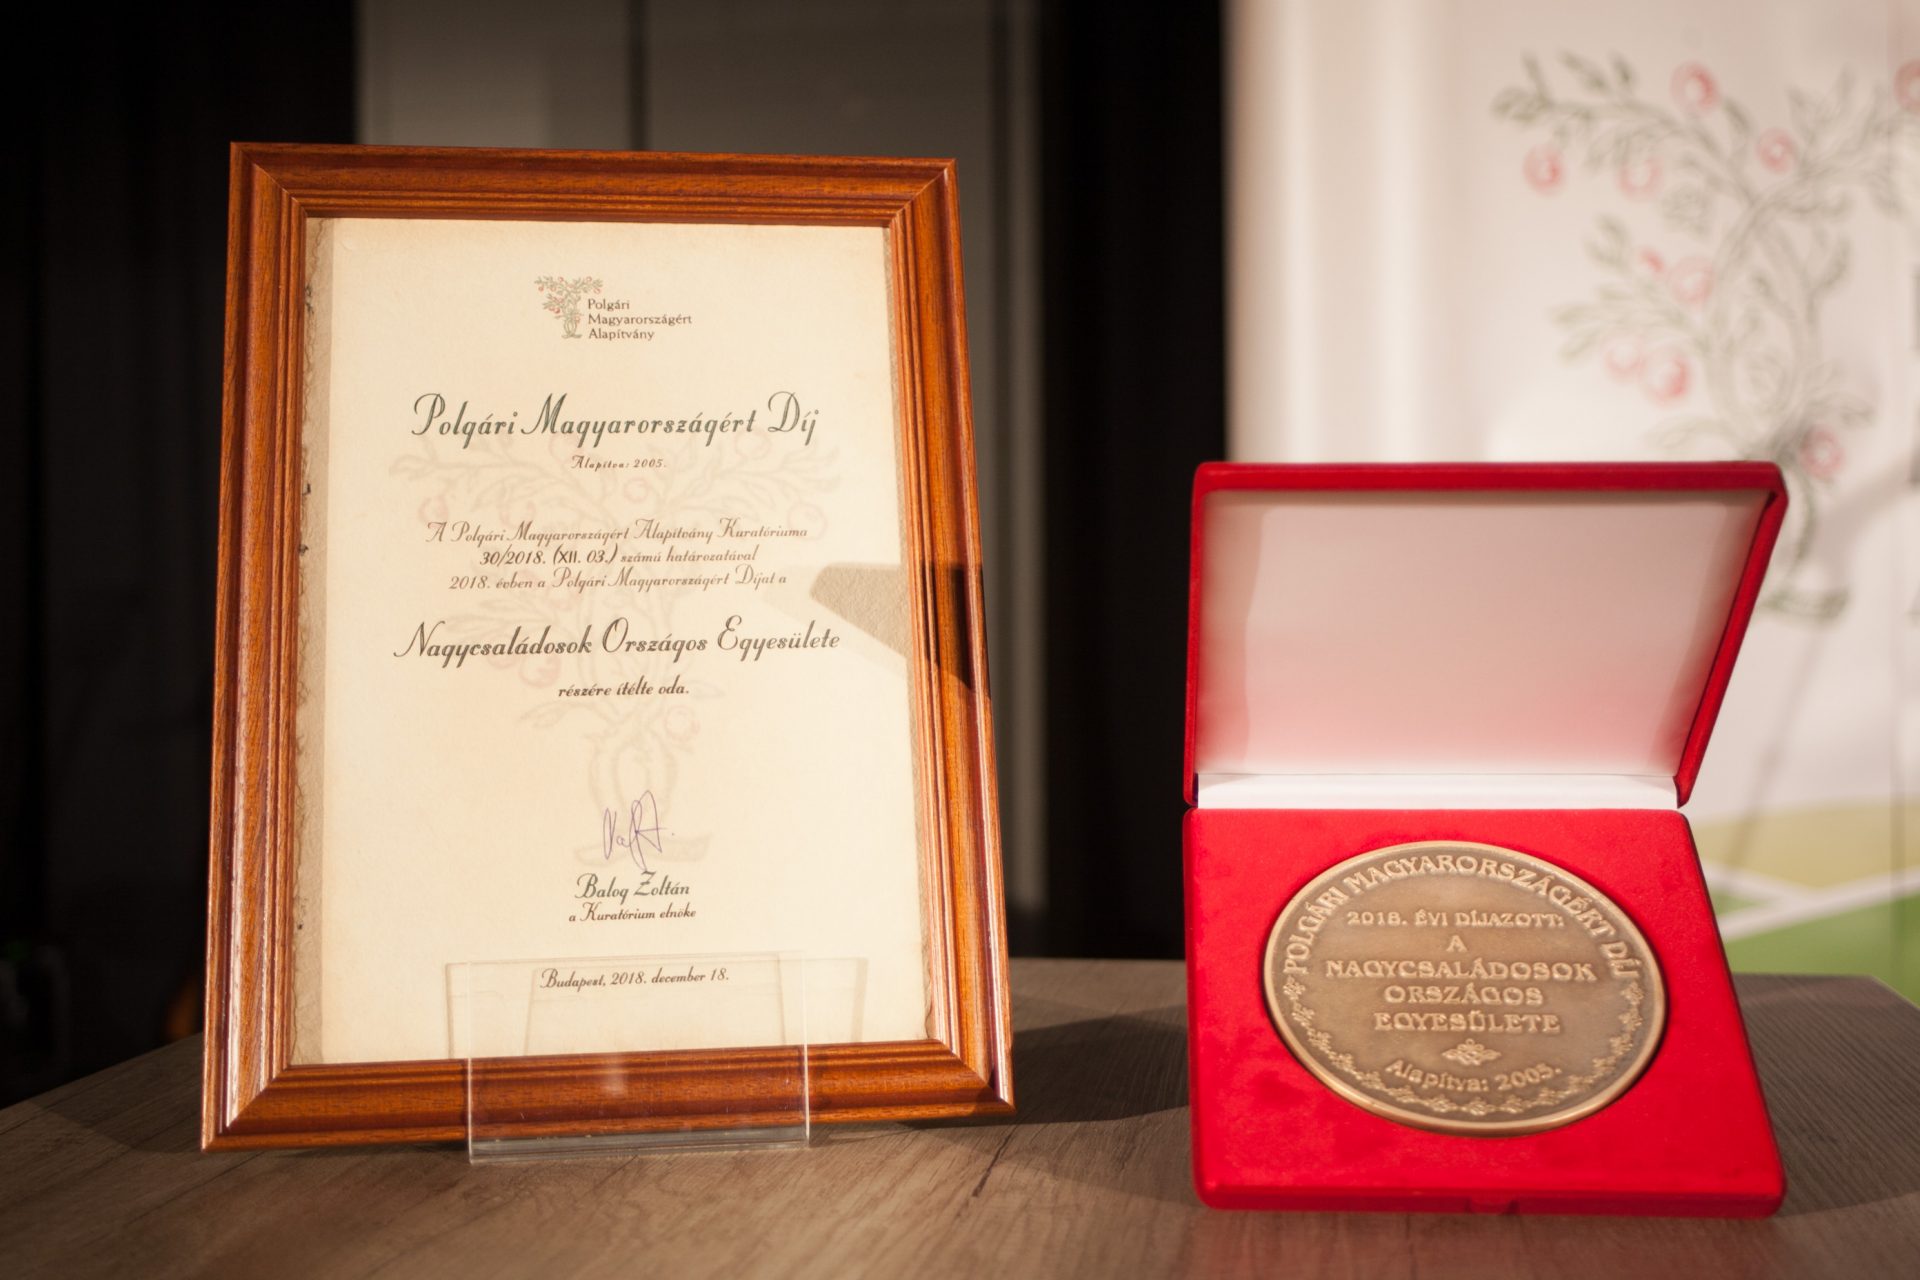 Polgári
Magyarországért
Alapítvány
Polgári Magyarországért Díj
Alapítva: 2005.
A Polgári Magyarországért Alapítvány Kuratóriuma
30/2018. (XII. 03.) számú határozatával
2018. évben a Polgári Magyarországért Díjat a
Nagycsaládosok Országos Egyesülete
részére ítélte oda.
Balog Zoltán
a Kuratórium elnöke
Budapest, 2018. december 18.
POLGÁRI MAGYARORSZÁGÉRT DÍJ
2018. ÉVI DÍJAZOTT:
A
NAGYCSALÁDOSOK
ORSZÁGOS
EGYESÜLETE
Alapítva: 2005.